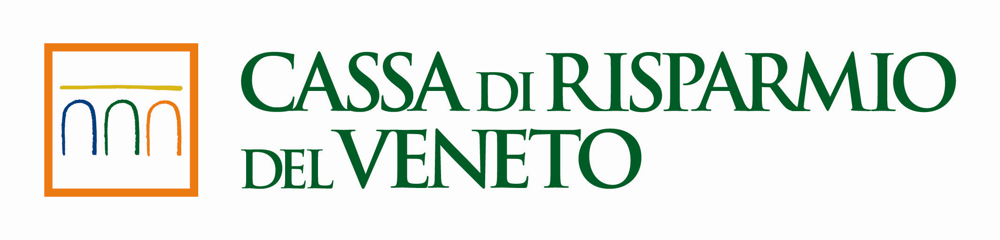 CASSA DI RISPARMIO
DEL VENETO